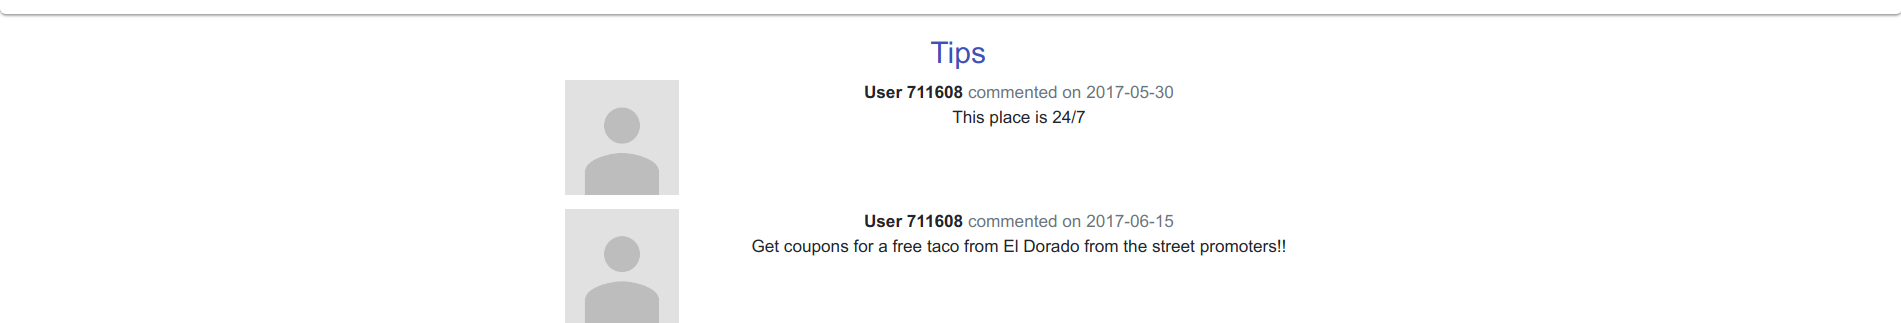 Tips
User 711608 commented on 2017-05-30
This place is 24/7
User 711608 commented on 2017-06-15
Get coupons for a free taco from El Dorado from the street promoters!!